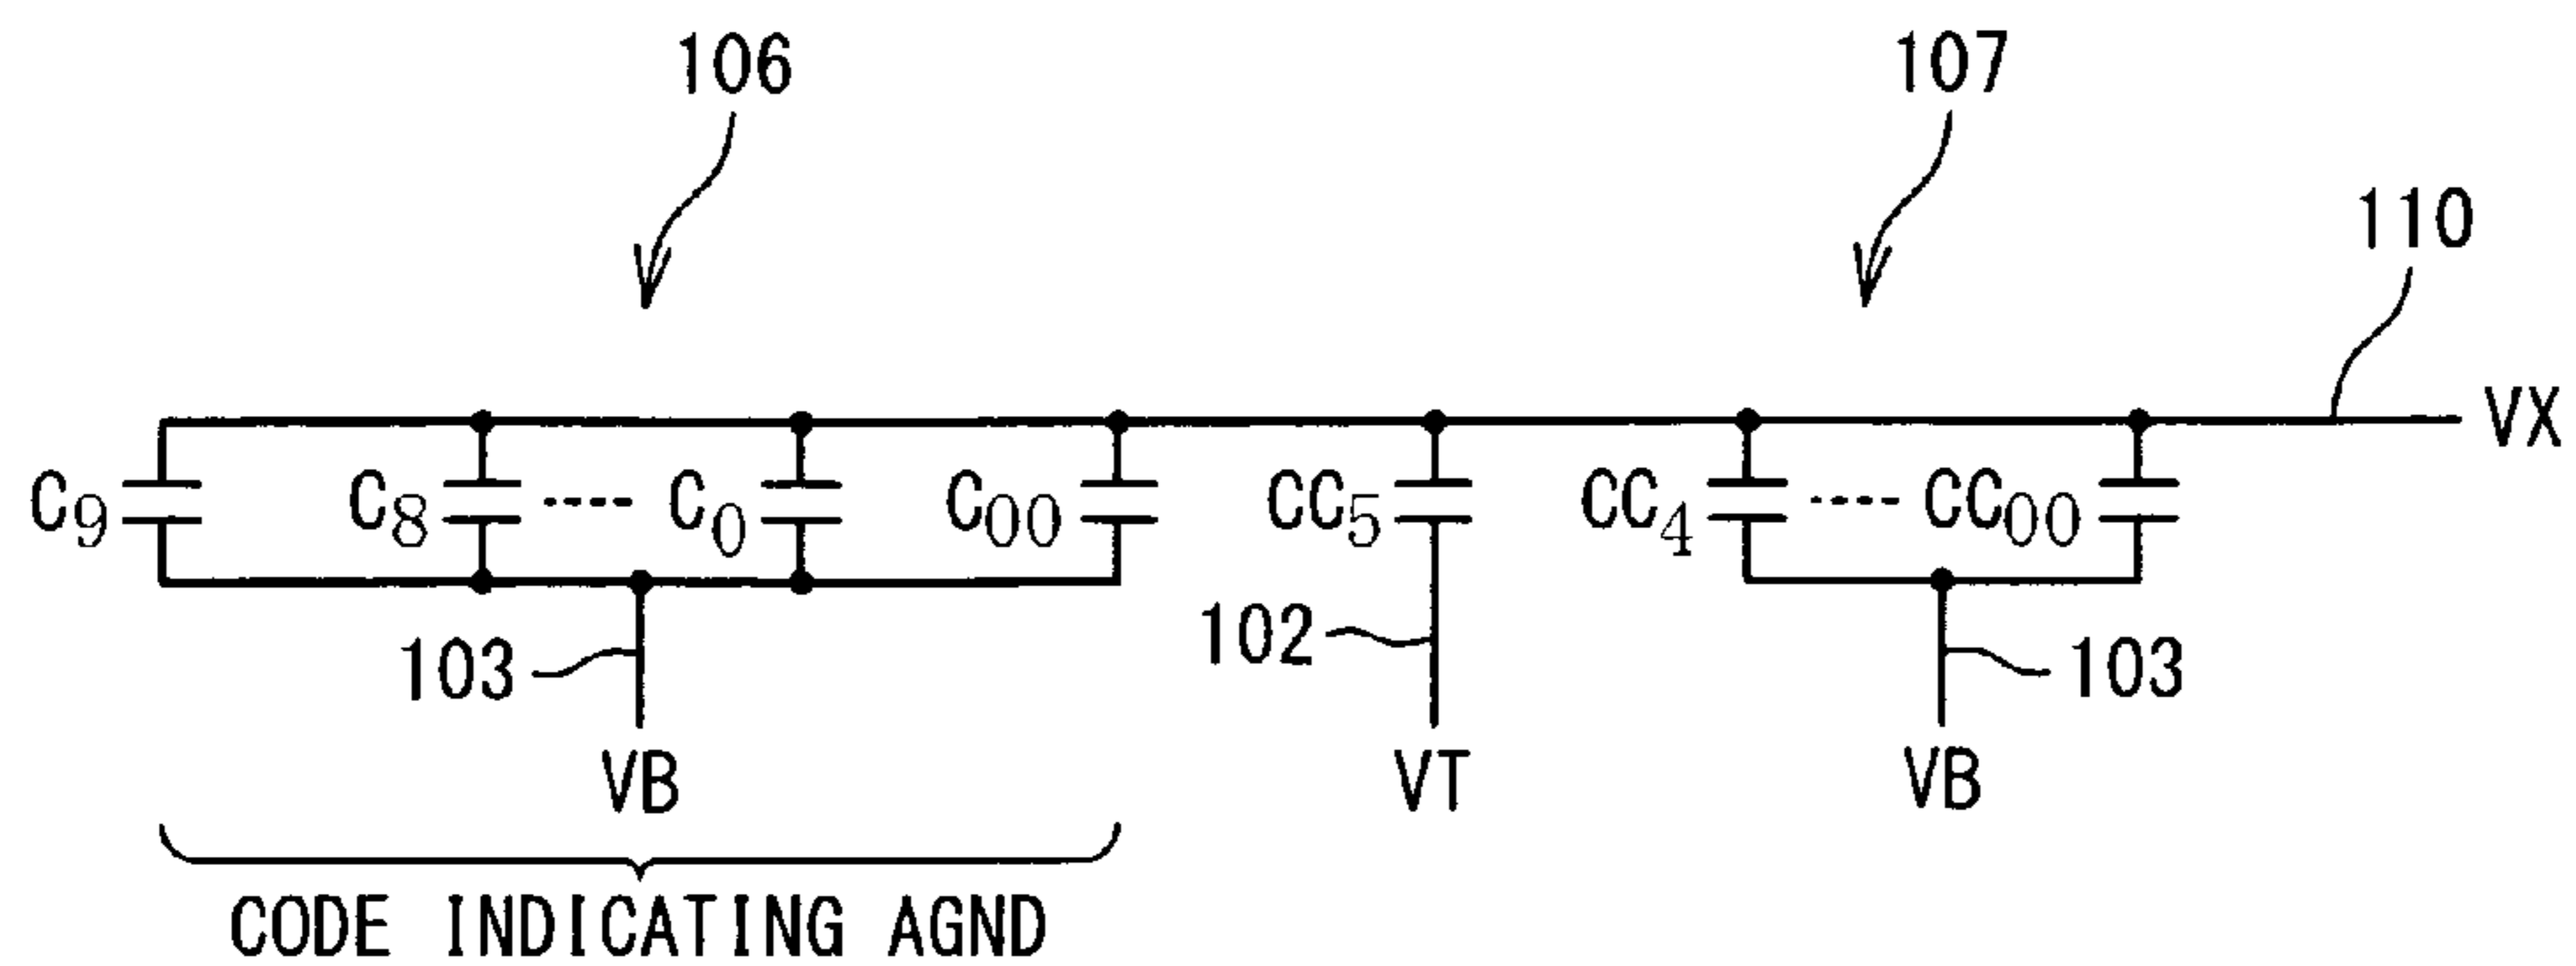 106 107
110
VX
C9 C8 C0 C00 CC5 CC4 CC00
103 102 103
VB VT VB
CODE INDICATING AGND